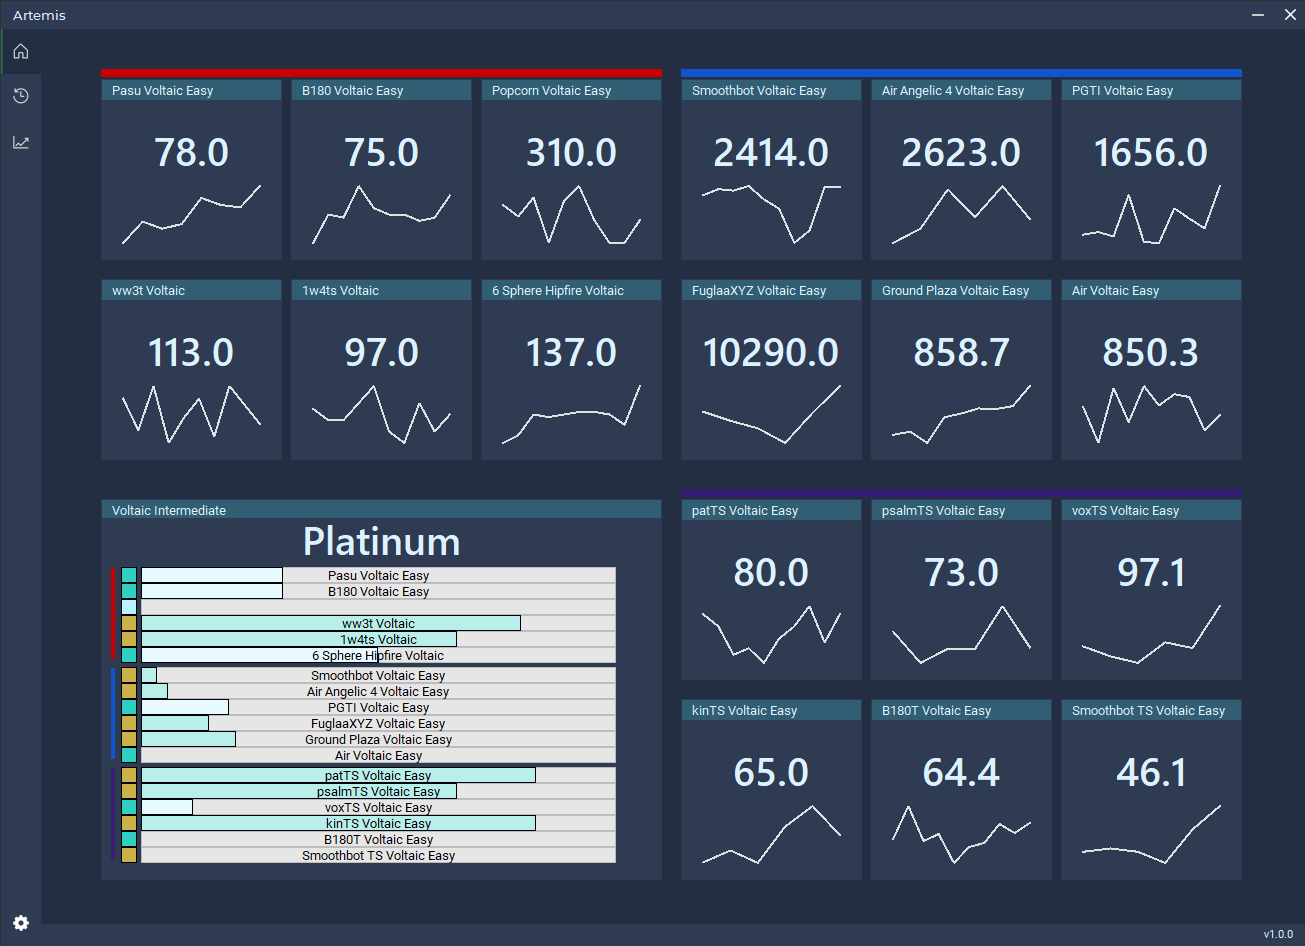 Artemis
Pasu Voltaic Easy
B180 Voltaic Easy
Popcorn Voltaic Easy
Smoothbot Voltaic Easy
Air Angelic 4 Voltaic Easy
PGTI Voltaic Easy
78.0
75.0
310.0
2414.0
2623.0
1656.0
ww3t Voltaic
1w4ts Voltaic
6 Sphere Hipfire Voltaic
FuglaaXYZ Voltaic Easy
Ground Plaza Voltaic Easy
Air Voltaic Easy
113.0
97.0
137.0
10290.0
858.7
850.3
Voltaic Intermediate
Platinum
Pasu Voltaic Easy
B180 Voltaic Easy
ww3t Voltaic
1w4ts Voltaic
6 Sphere Hipfire Voltaic
Smoothbot Voltaic Easy
Air Angelic 4 Voltaic Easy
PGTI Voltaic Easy
FuglaaXYZ Voltaic Easy
Ground Plaza Voltaic Easy
Air Voltaic Easy
patTS Voltaic Easy
psalmTS Voltaic Easy
voxTS Voltaic Easy
kinTS Voltaic Easy
B180T Voltaic Easy
Smoothbot TS Voltaic Easy
patTS Voltaic Easy
psalmTS Voltaic Easy
voxTS Voltaic Easy
80.0
73.0
97.1
kinTS Voltaic Easy
B180T Voltaic Easy
Smoothbot TS Voltaic Easy
65.0
64.4
46.1
v1.0.0